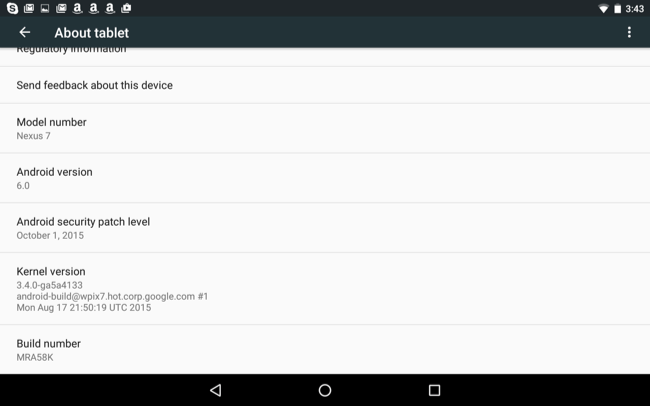 3:43
About tablet
Regulatory information
Send feedback about this device
Model number
Nexus 7
Android version
6.0
Android security patch level
October 1, 2015
Kernel version
3.4.0-ga5a4133
android-build@wpix7.hot.corp.google.com #1
Mon Aug 17 21:50:19 UTC 2015
Build number
MRA58K